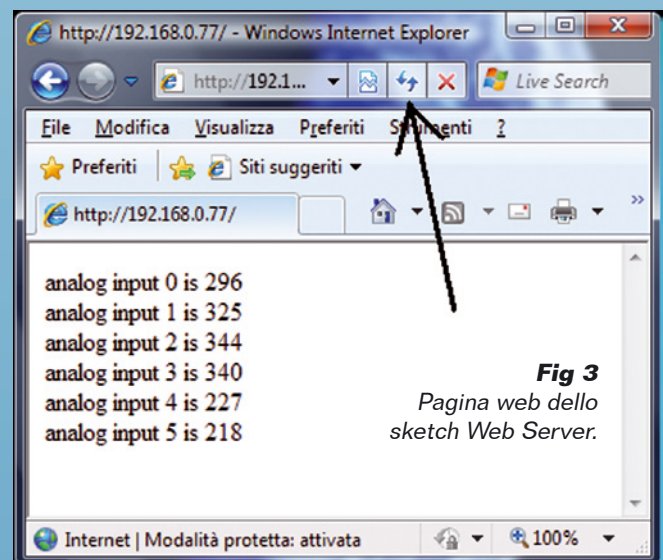 http://192.168.0.77/ - Windows Internet Explorer
http://192.1...
Live Search
File Modifica Visualizza Preferiti Strumenti ?
Preferiti Siti suggeriti
http://192.168.0.77/
analog input 0 is 296
analog input 1 is 325
analog input 2 is 344
analog input 3 is 340
analog input 4 is 227
analog input 5 is 218
Fig 3
Pagina web dello
sketch Web Server.
Internet | Modalità protetta: attivata
100%